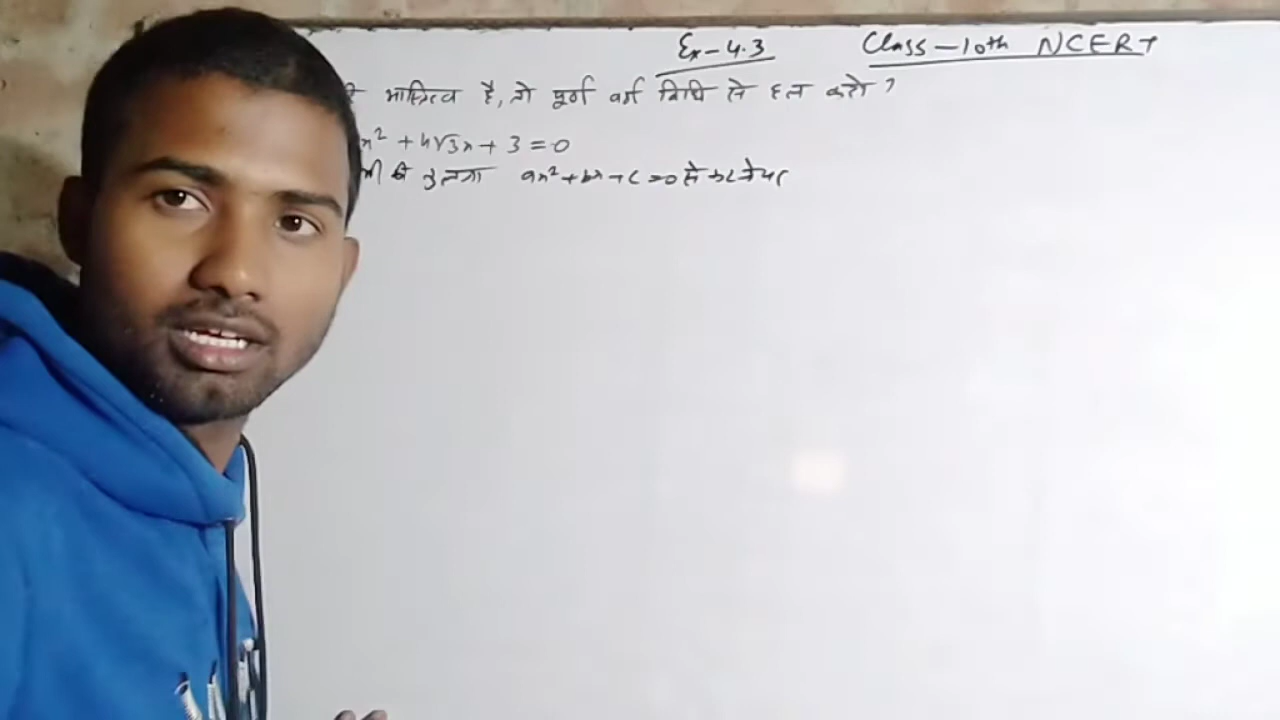 Ex-4.3
Class-10th NCERT
अस्तित्व है, तो पूर्ण वर्ग विधि से हल करो ?
x² + 4√3x + 3 = 0
की तुलना ax² + bx + c = 0 से करने पर